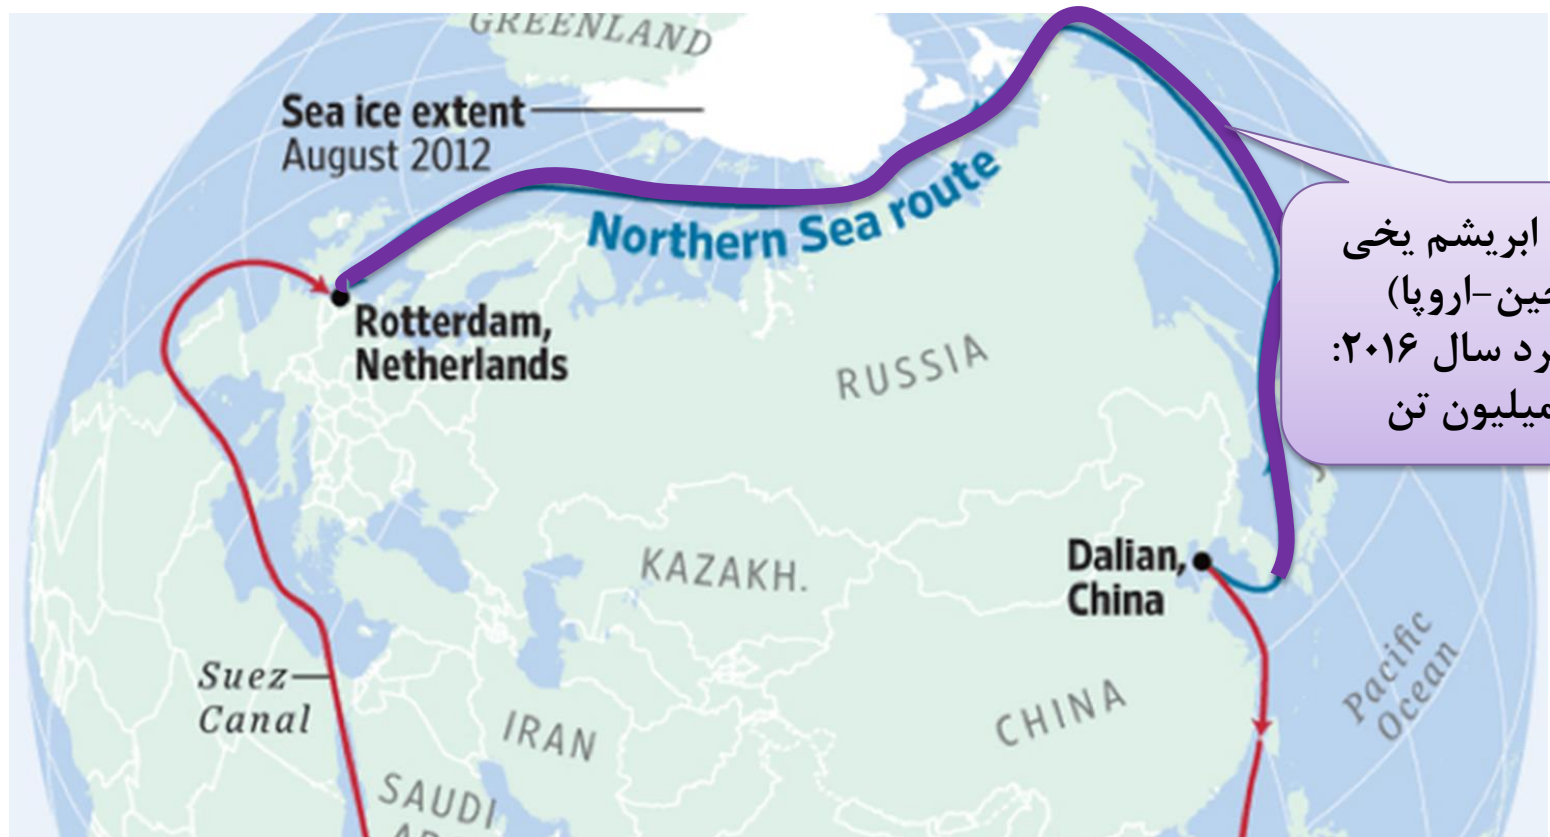 GREENLAND
Sea ice extent
August 2012
Northern Sea route
ابریشم یخی
چین-اروپا)
سال ۲۰۱۶:
میلیون تن
Rotterdam,
Netherlands
RUSSIA
KAZAKH.
Dalian,
China
Suez
Canal
IRAN
CHINA
Pacific
Ocean
SAUDI